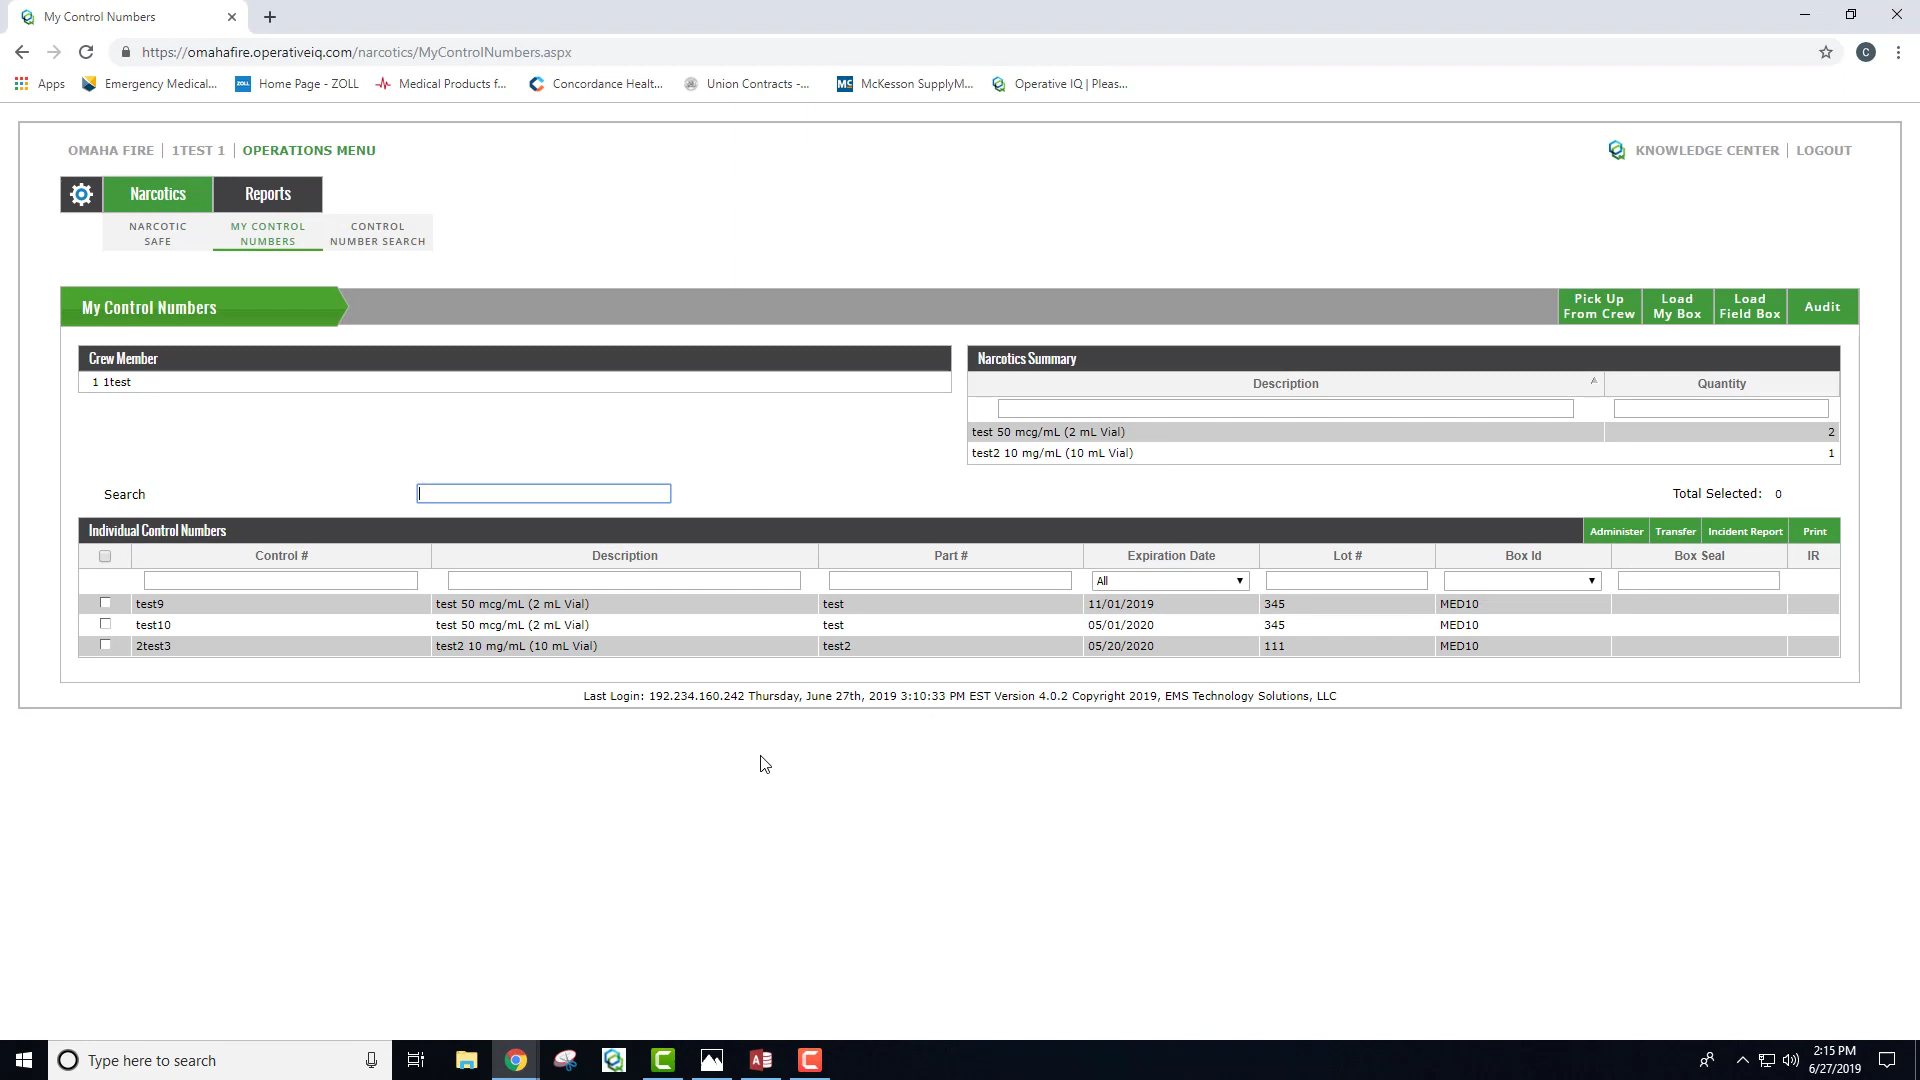 My Control Numbers
https://omahafire.operativeiq.com/narcotics/MyControlNumbers.aspx
C
Apps
Emergency Medical...
ZOLL
Home Page - ZOLL
Medical Products f...
Concordance Healt...
Union Contracts -...
MC
McKesson SupplyM...
Operative IQ | Pleas...
OMAHA FIRE | 1TEST 1 | OPERATIONS MENU
KNOWLEDGE CENTER | LOGOUT
Narcotics
Reports
NARCOTIC
SAFE
MY CONTROL
NUMBERS
CONTROL
NUMBER SEARCH
My Control Numbers
Pick Up
From Crew
Load
My Box
Load
Field Box
Audit
Crew Member
1 1test
Narcotics Summary
Description Quantity
test 50 mcg/mL (2 mL Vial) 2
test2 10 mg/mL (10 mL Vial) 1
Search
Total Selected: 0
Individual Control Numbers
Administer Transfer Incident Report Print
Control # Description Part # Expiration Date Lot # Box Id Box Seal IR
All
test9 test 50 mcg/mL (2 mL Vial) test 11/01/2019 345 MED10
test10 test 50 mcg/mL (2 mL Vial) test 05/01/2020 345 MED10
2test3 test2 10 mg/mL (10 mL Vial) test2 05/20/2020 111 MED10
Last Login: 192.234.160.242 Thursday, June 27th, 2019 3:10:33 PM EST Version 4.0.2 Copyright 2019, EMS Technology Solutions, LLC
Type here to search
2:15 PM
6/27/2019